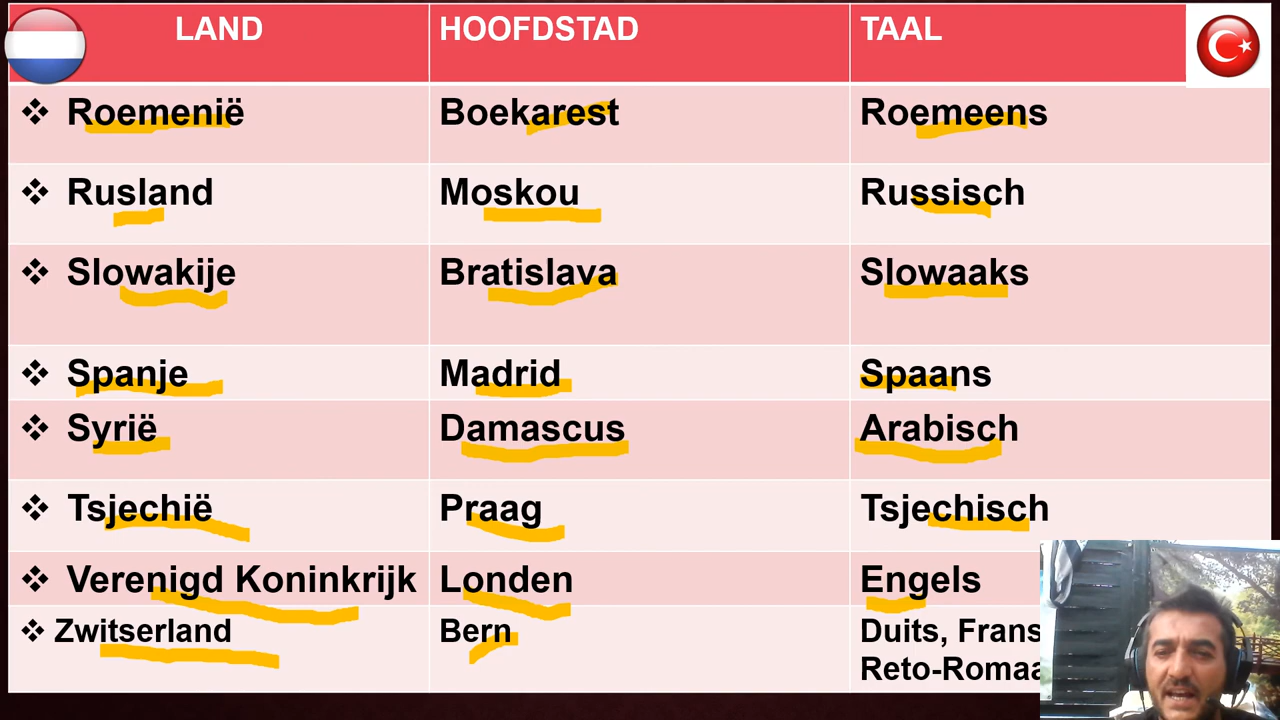 LAND HOOFDSTAD TAAL
❖ Roemenië Boekarest Roemeens
❖ Rusland Moskou Russisch
❖ Slowakije Bratislava Slowaaks
❖ Spanje Madrid Spaans
❖ Syrië Damascus Arabisch
❖ Tsjechië Praag Tsjechisch
❖ Verenigd Koninkrijk Londen Engels
❖ Zwitserland Bern Duits, Frans